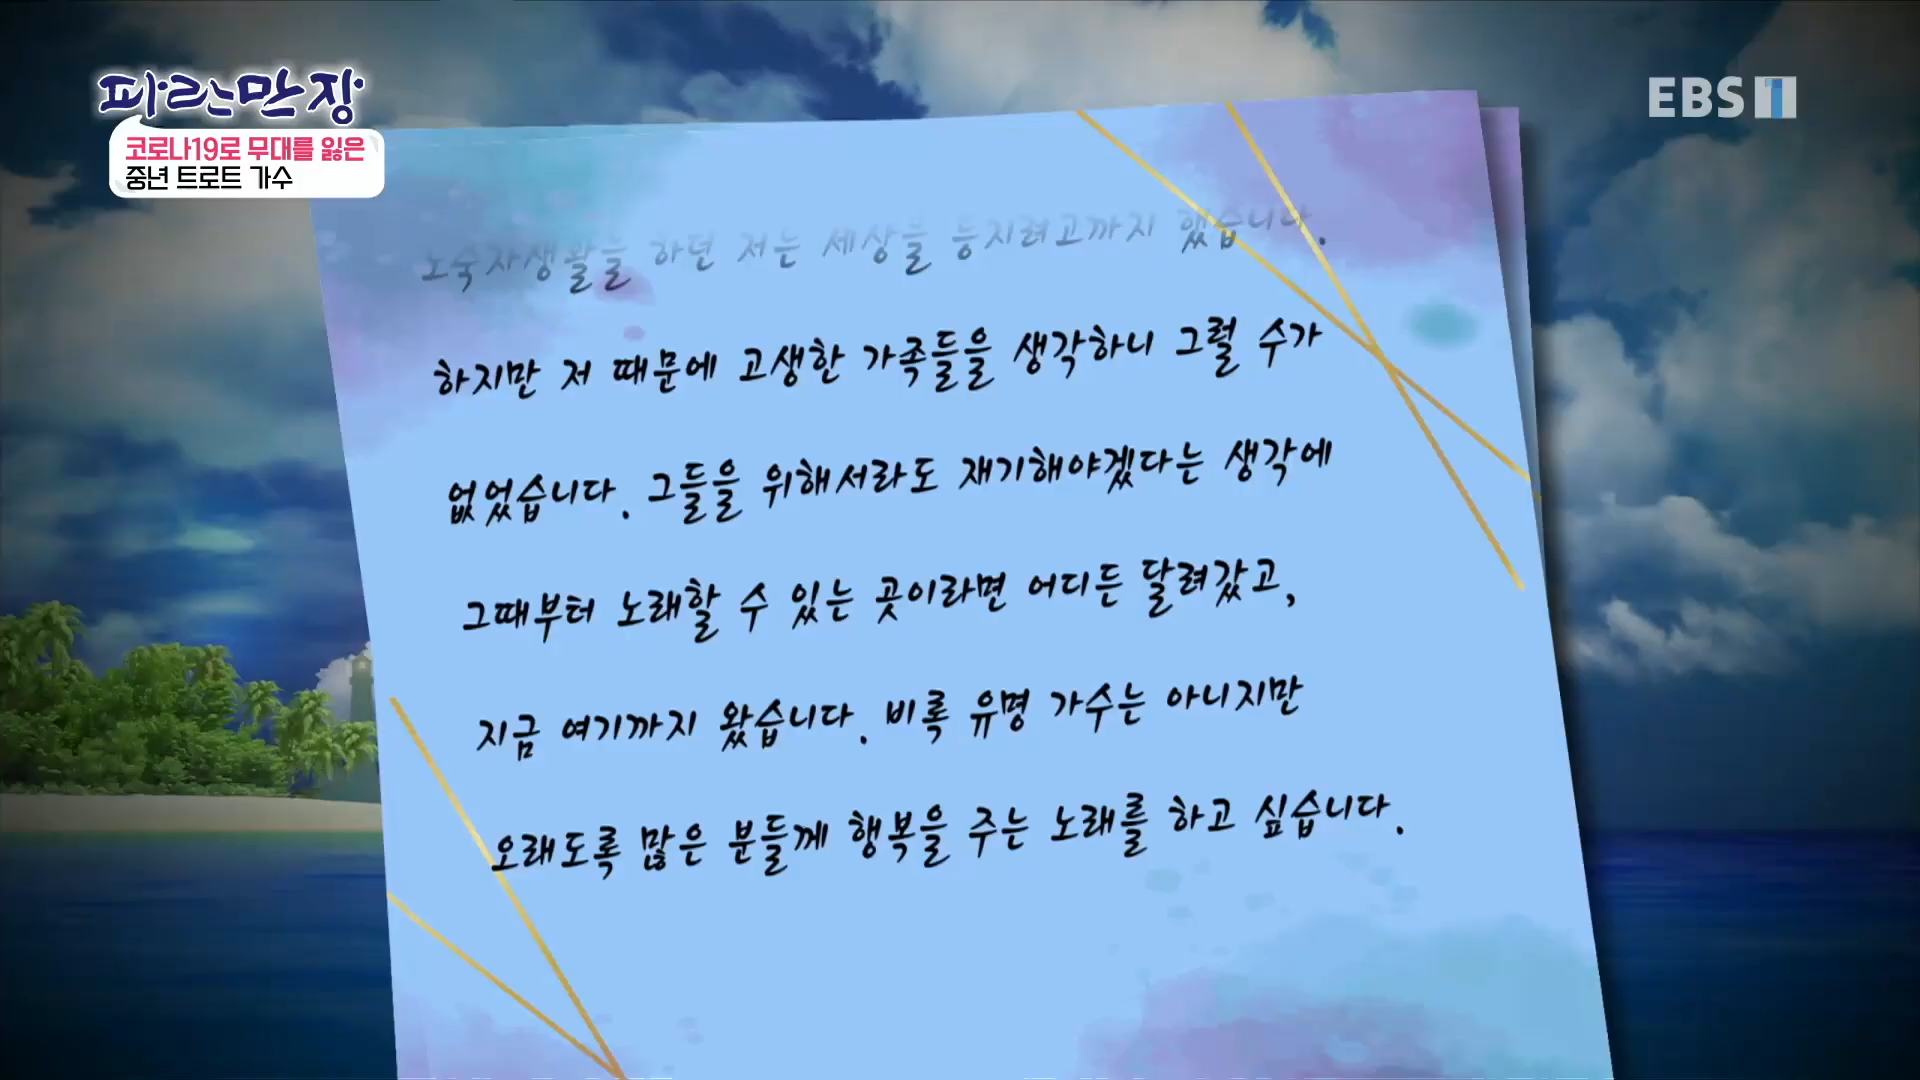 파란만장
코로나19로 무대를 잃은
중년 트로트 가수
EBS 1
노숙자생활을 하던 저는 세상을 등지려고까지 했습니다.
하지만 저 때문에 고생한 가족들을 생각하니 그럴 수가
없었습니다. 그들을 위해서라도 재기해야겠다는 생각에
그때부터 노래할 수 있는 곳이라면 어디든 달려갔고,
지금 여기까지 왔습니다. 비록 유명 가수는 아니지만
오래도록 많은 분들께 행복을 주는 노래를 하고 싶습니다.